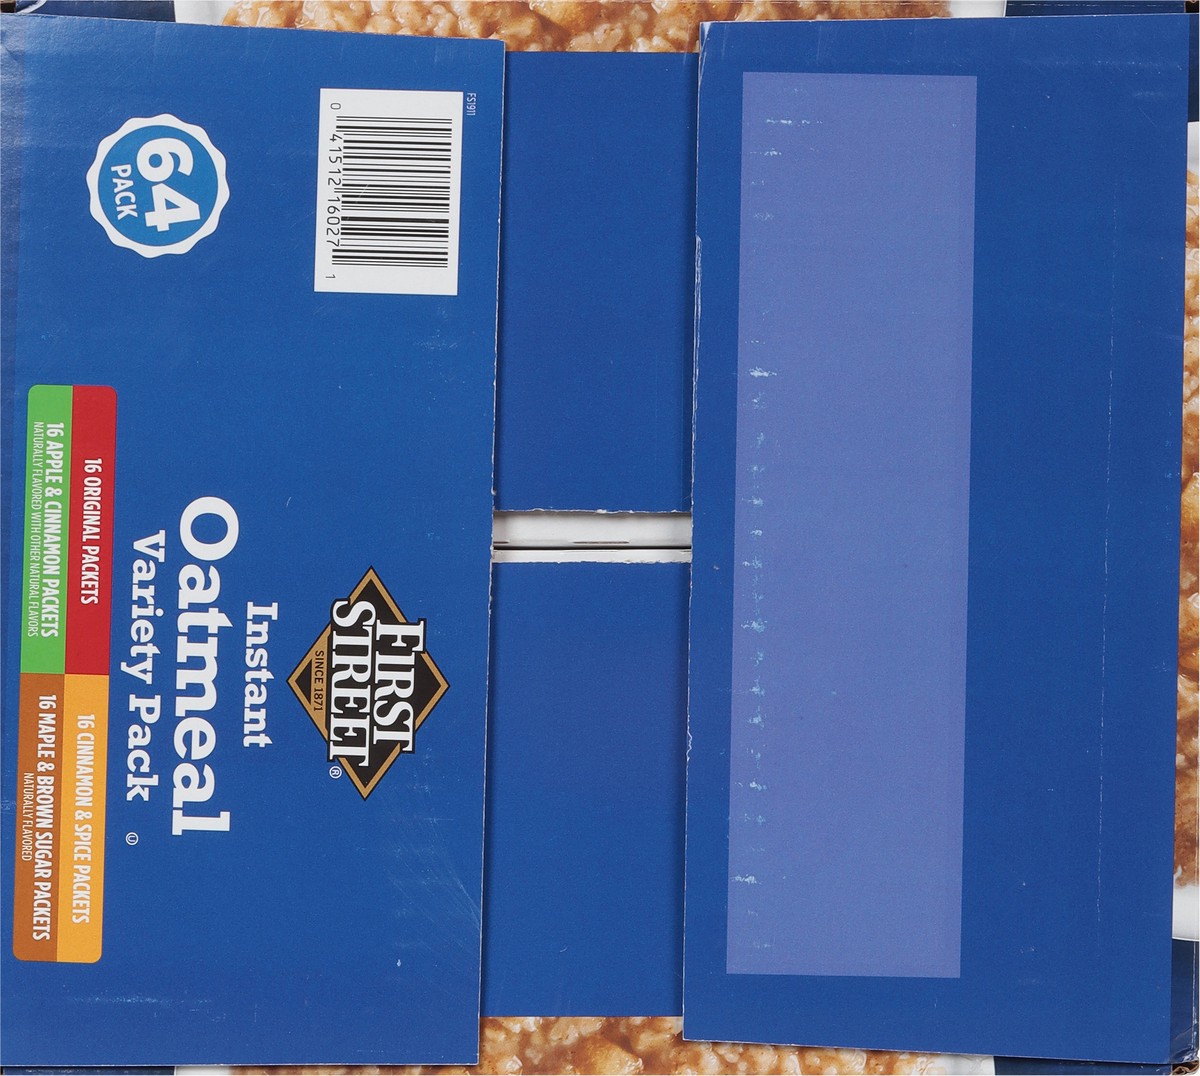 FS1911
0 41512 16027 1
64
PACK
FIRST
STREET®
SINCE 1871
Instant
Oatmeal
Variety Pack Ⓤ
16 ORIGINAL PACKETS
16 CINNAMON & SPICE PACKETS
16 APPLE & CINNAMON PACKETS
NATURALLY FLAVORED WITH OTHER NATURAL FLAVORS
16 MAPLE & BROWN SUGAR PACKETS
NATURALLY FLAVORED